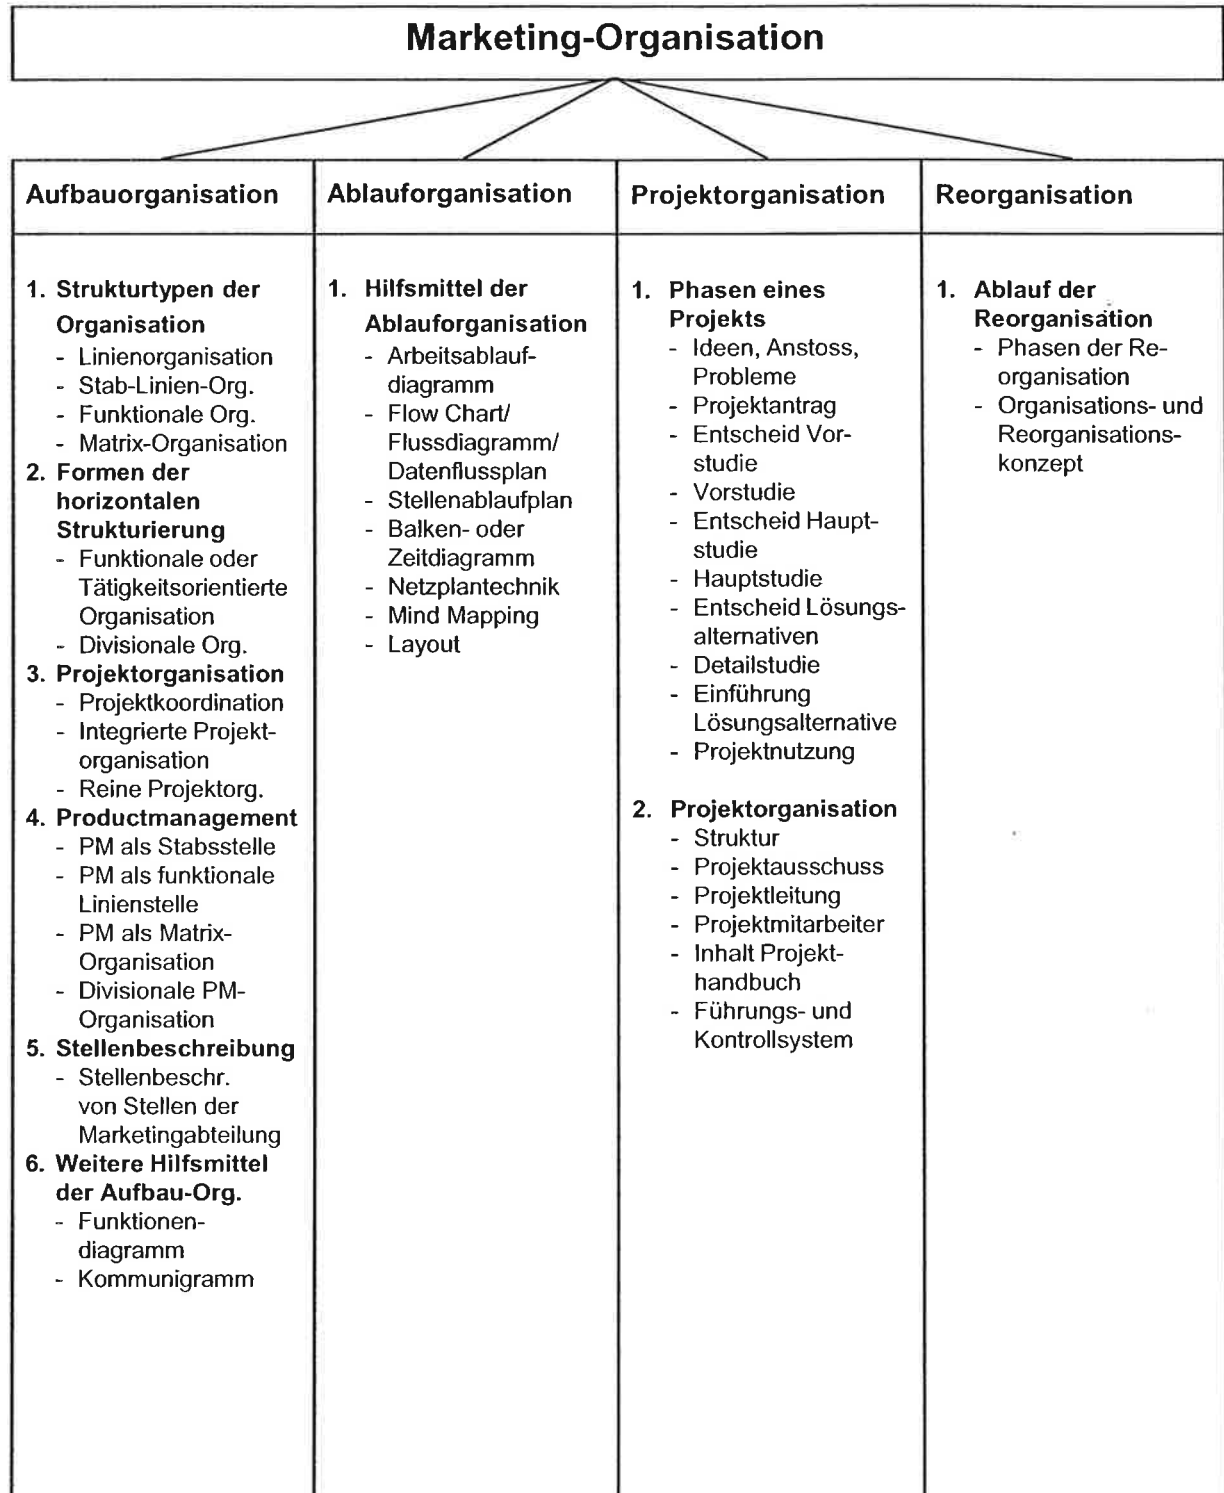 Marketing-Organisation
Aufbauorganisation
1. Strukturtypen der
Organisation
- Linienorganisation
- Stab-Linien-Org.
- Funktionale Org.
- Matrix-Organisation
2. Formen der
horizontalen
Strukturierung
- Funktionale oder
Tätigkeitsorientierte
Organisation
- Divisionale Org.
3. Projektorganisation
- Projektkoordination
- Integrierte Projekt-
organisation
- Reine Projektorg.
4. Productmanagement
- PM als Stabsstelle
- PM als funktionale
Linienstelle
- PM als Matrix-
Organisation
- Divisionale PM-
Organisation
5. Stellenbeschreibung
- Stellenbeschr.
von Stellen der
Marketingabteilung
6. Weitere Hilfsmittel
der Aufbau-Org.
- Funktionen-
diagramm
- Kommunigramm
Ablauforganisation
1. Hilfsmittel der
Ablauforganisation
- Arbeitsablauf-
diagramm
- Flow Chart/
Flussdiagramm/
Datenflussplan
- Stellenablaufplan
- Balken- oder
Zeitdiagramm
- Netzplantechnik
- Mind Mapping
- Layout
Projektorganisation
1. Phasen eines
Projekts
- Ideen, Anstoss,
Probleme
- Projektantrag
- Entscheid Vor-
studie
- Vorstudie
- Entscheid Haupt-
studie
- Hauptstudie
- Entscheid Lösungs-
alternativen
- Detailstudie
- Einführung
Lösungsalternative
- Projektnutzung
2. Projektorganisation
- Struktur
- Projektausschuss
- Projektleitung
- Projektmitarbeiter
- Inhalt Projekt-
handbuch
- Führungs- und
Kontrollsystem
Reorganisation
1. Ablauf der
Reorganisation
- Phasen der Re-
organisation
- Organisations- und
Reorganisations-
konzept